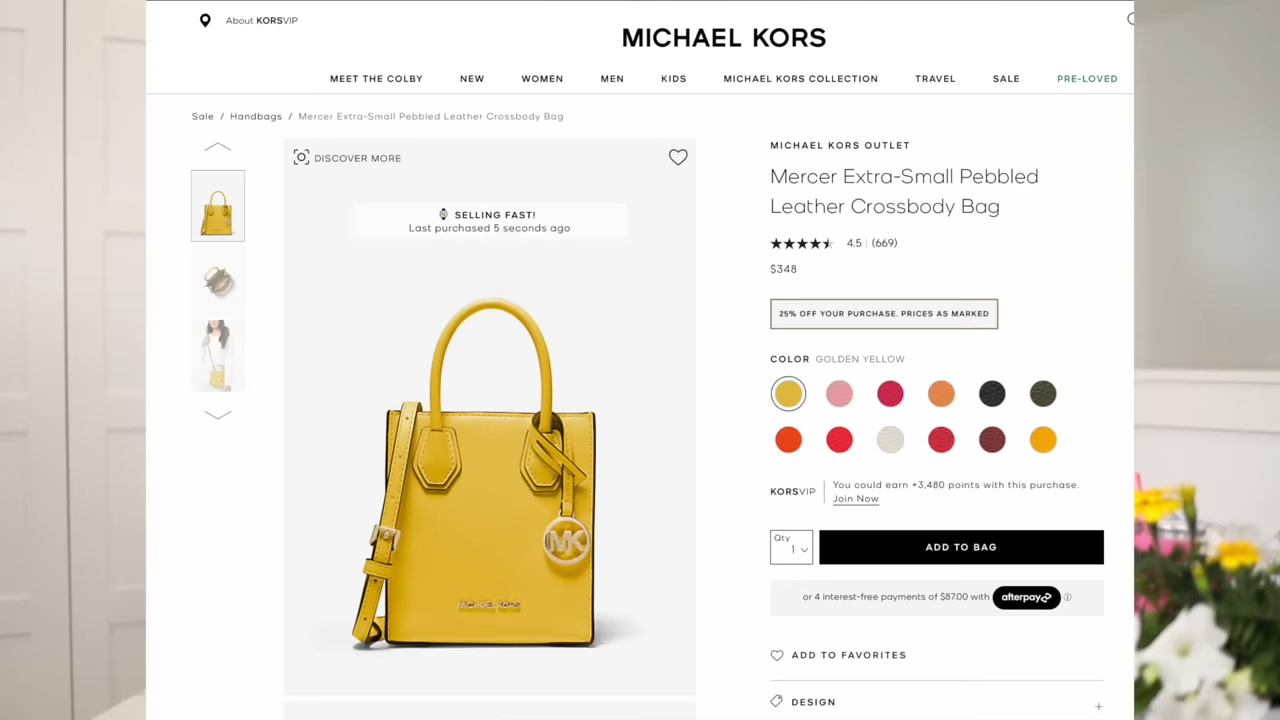 About KORSVIP
MICHAEL KORS
MEET THE COLBY NEW WOMEN MEN KIDS MICHAEL KORS COLLECTION TRAVEL SALE PRE-LOVED
Sale / Handbags / Mercer Extra-Small Pebbled Leather Crossbody Bag
DISCOVER MORE
SELLING FAST!
Last purchased 5 seconds ago
MK
MICHAEL KORS
MICHAEL KORS OUTLET
Mercer Extra-Small Pebbled
Leather Crossbody Bag
4.5 | (669)
$348
25% OFF YOUR PURCHASE. PRICES AS MARKED
COLOR GOLDEN YELLOW
KORSVIP
You could earn +3,480 points with this purchase.
Join Now
Qty
1
ADD TO BAG
or 4 interest-free payments of $87.00 with afterpay
ADD TO FAVORITES
DESIGN +